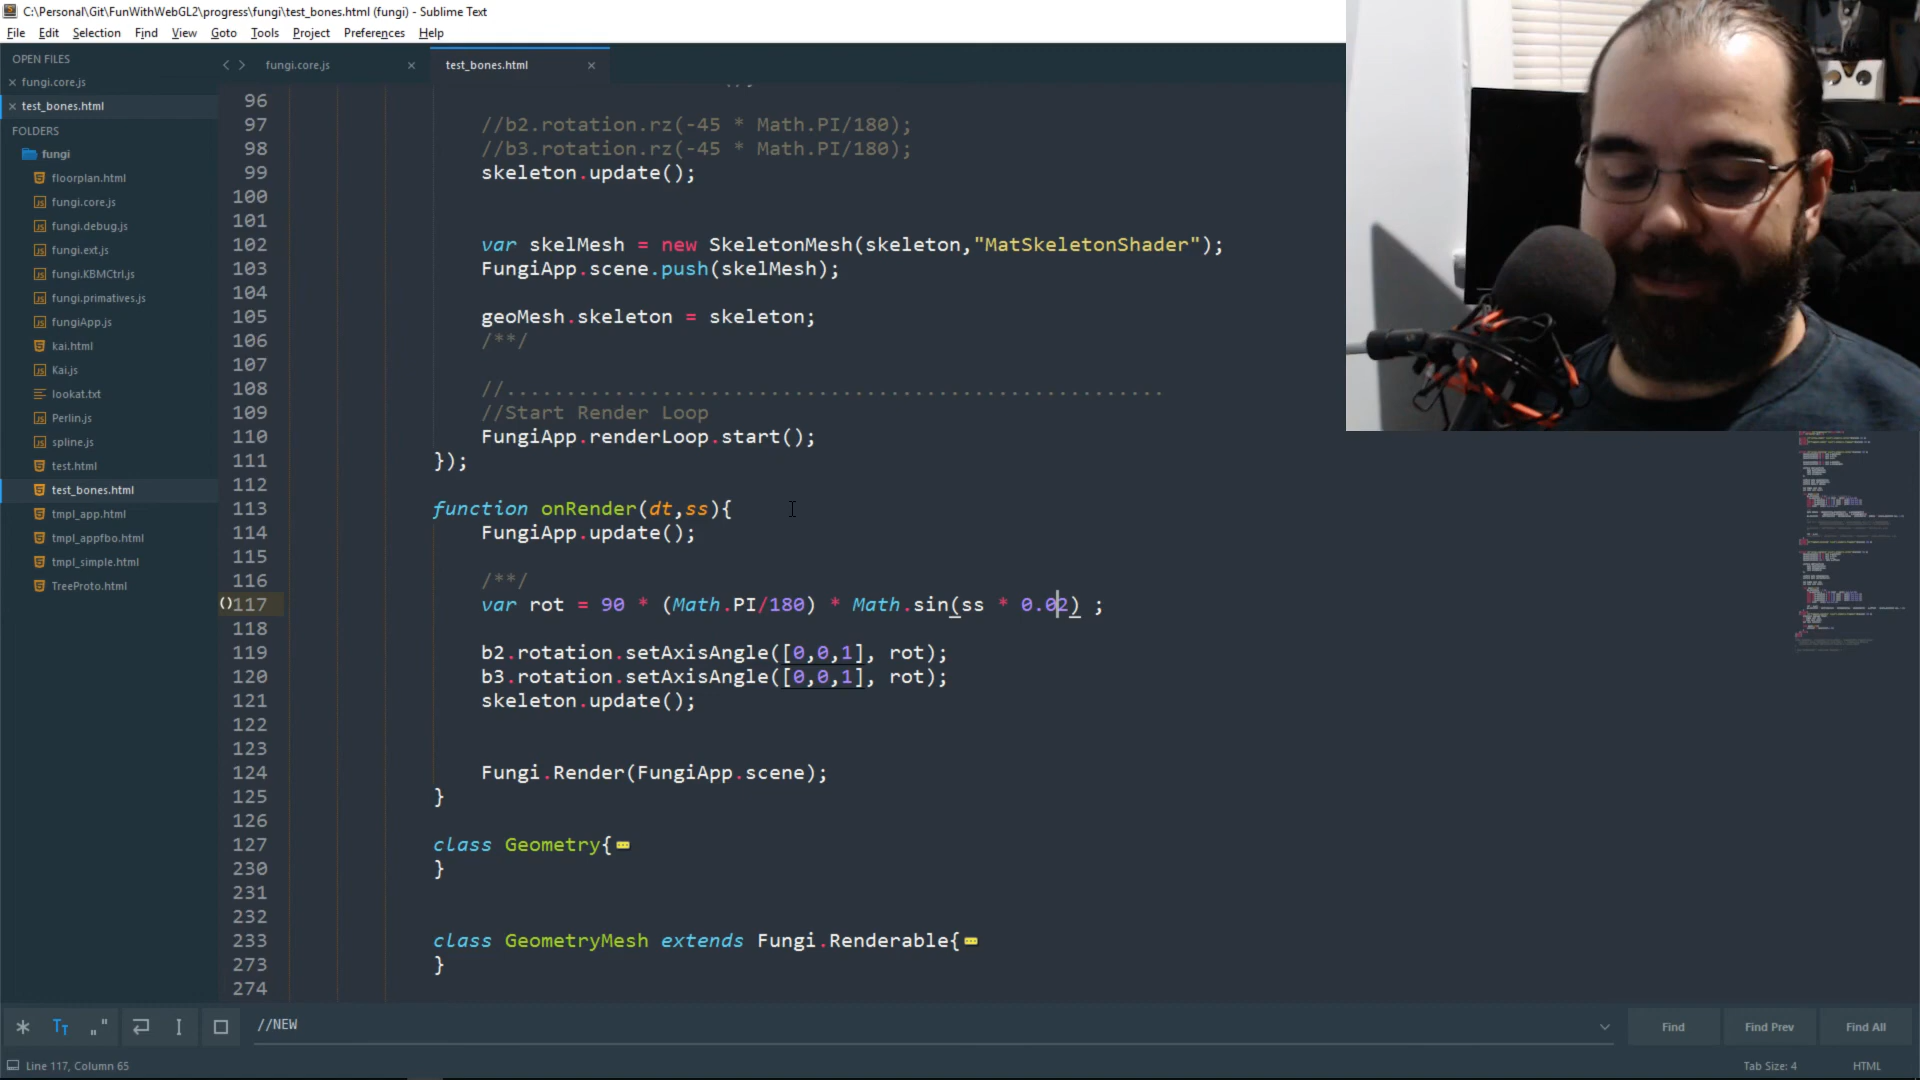 C:\Personal\Git\FunWithWebGL2\progress\fungi\test_bones.html (fungi) - Sublime Text
File Edit Selection Find View Goto Tools Project Preferences Help
OPEN FILES
fungi.core.js
test_bones.html
FOLDERS
fungi
floorplan.html
fungi.core.js
fungi.debug.js
fungi.ext.js
fungi.KBMCtrl.js
fungi.primatives.js
fungiApp.js
kai.html
Kai.js
lookat.txt
Perlin.js
spline.js
test.html
test_bones.html
tmpl_app.html
tmpl_appfbo.html
tmpl_simple.html
TreeProto.html
fungi.core.js
test_bones.html
96
97 //b2.rotation.rz(-45 * Math.PI/180);
98 //b3.rotation.rz(-45 * Math.PI/180);
99 skeleton.update();
100
101
102 var skelMesh = new SkeletonMesh(skeleton,"MatSkeletonShader");
103 FungiApp.scene.push(skelMesh);
104
105 geoMesh.skeleton = skeleton;
106 /**/
107
108 //.......................................................
109 //Start Render Loop
110 FungiApp.renderLoop.start();
111 });
112
113 function onRender(dt,ss){
114 FungiApp.update();
115
116 /**/
117 var rot = 90 * (Math.PI/180) * Math.sin(ss * 0.02) ;
118
119 b2.rotation.setAxisAngle([0,0,1], rot);
120 b3.rotation.setAxisAngle([0,0,1], rot);
121 skeleton.update();
122
123
124 Fungi.Render(FungiApp.scene);
125 }
126
127 class Geometry{
230 }
231
232
233 class GeometryMesh extends Fungi.Renderable{
273 }
274
//NEW
Find
Find Prev
Find All
Line 117, Column 65
Tab Size: 4
HTML